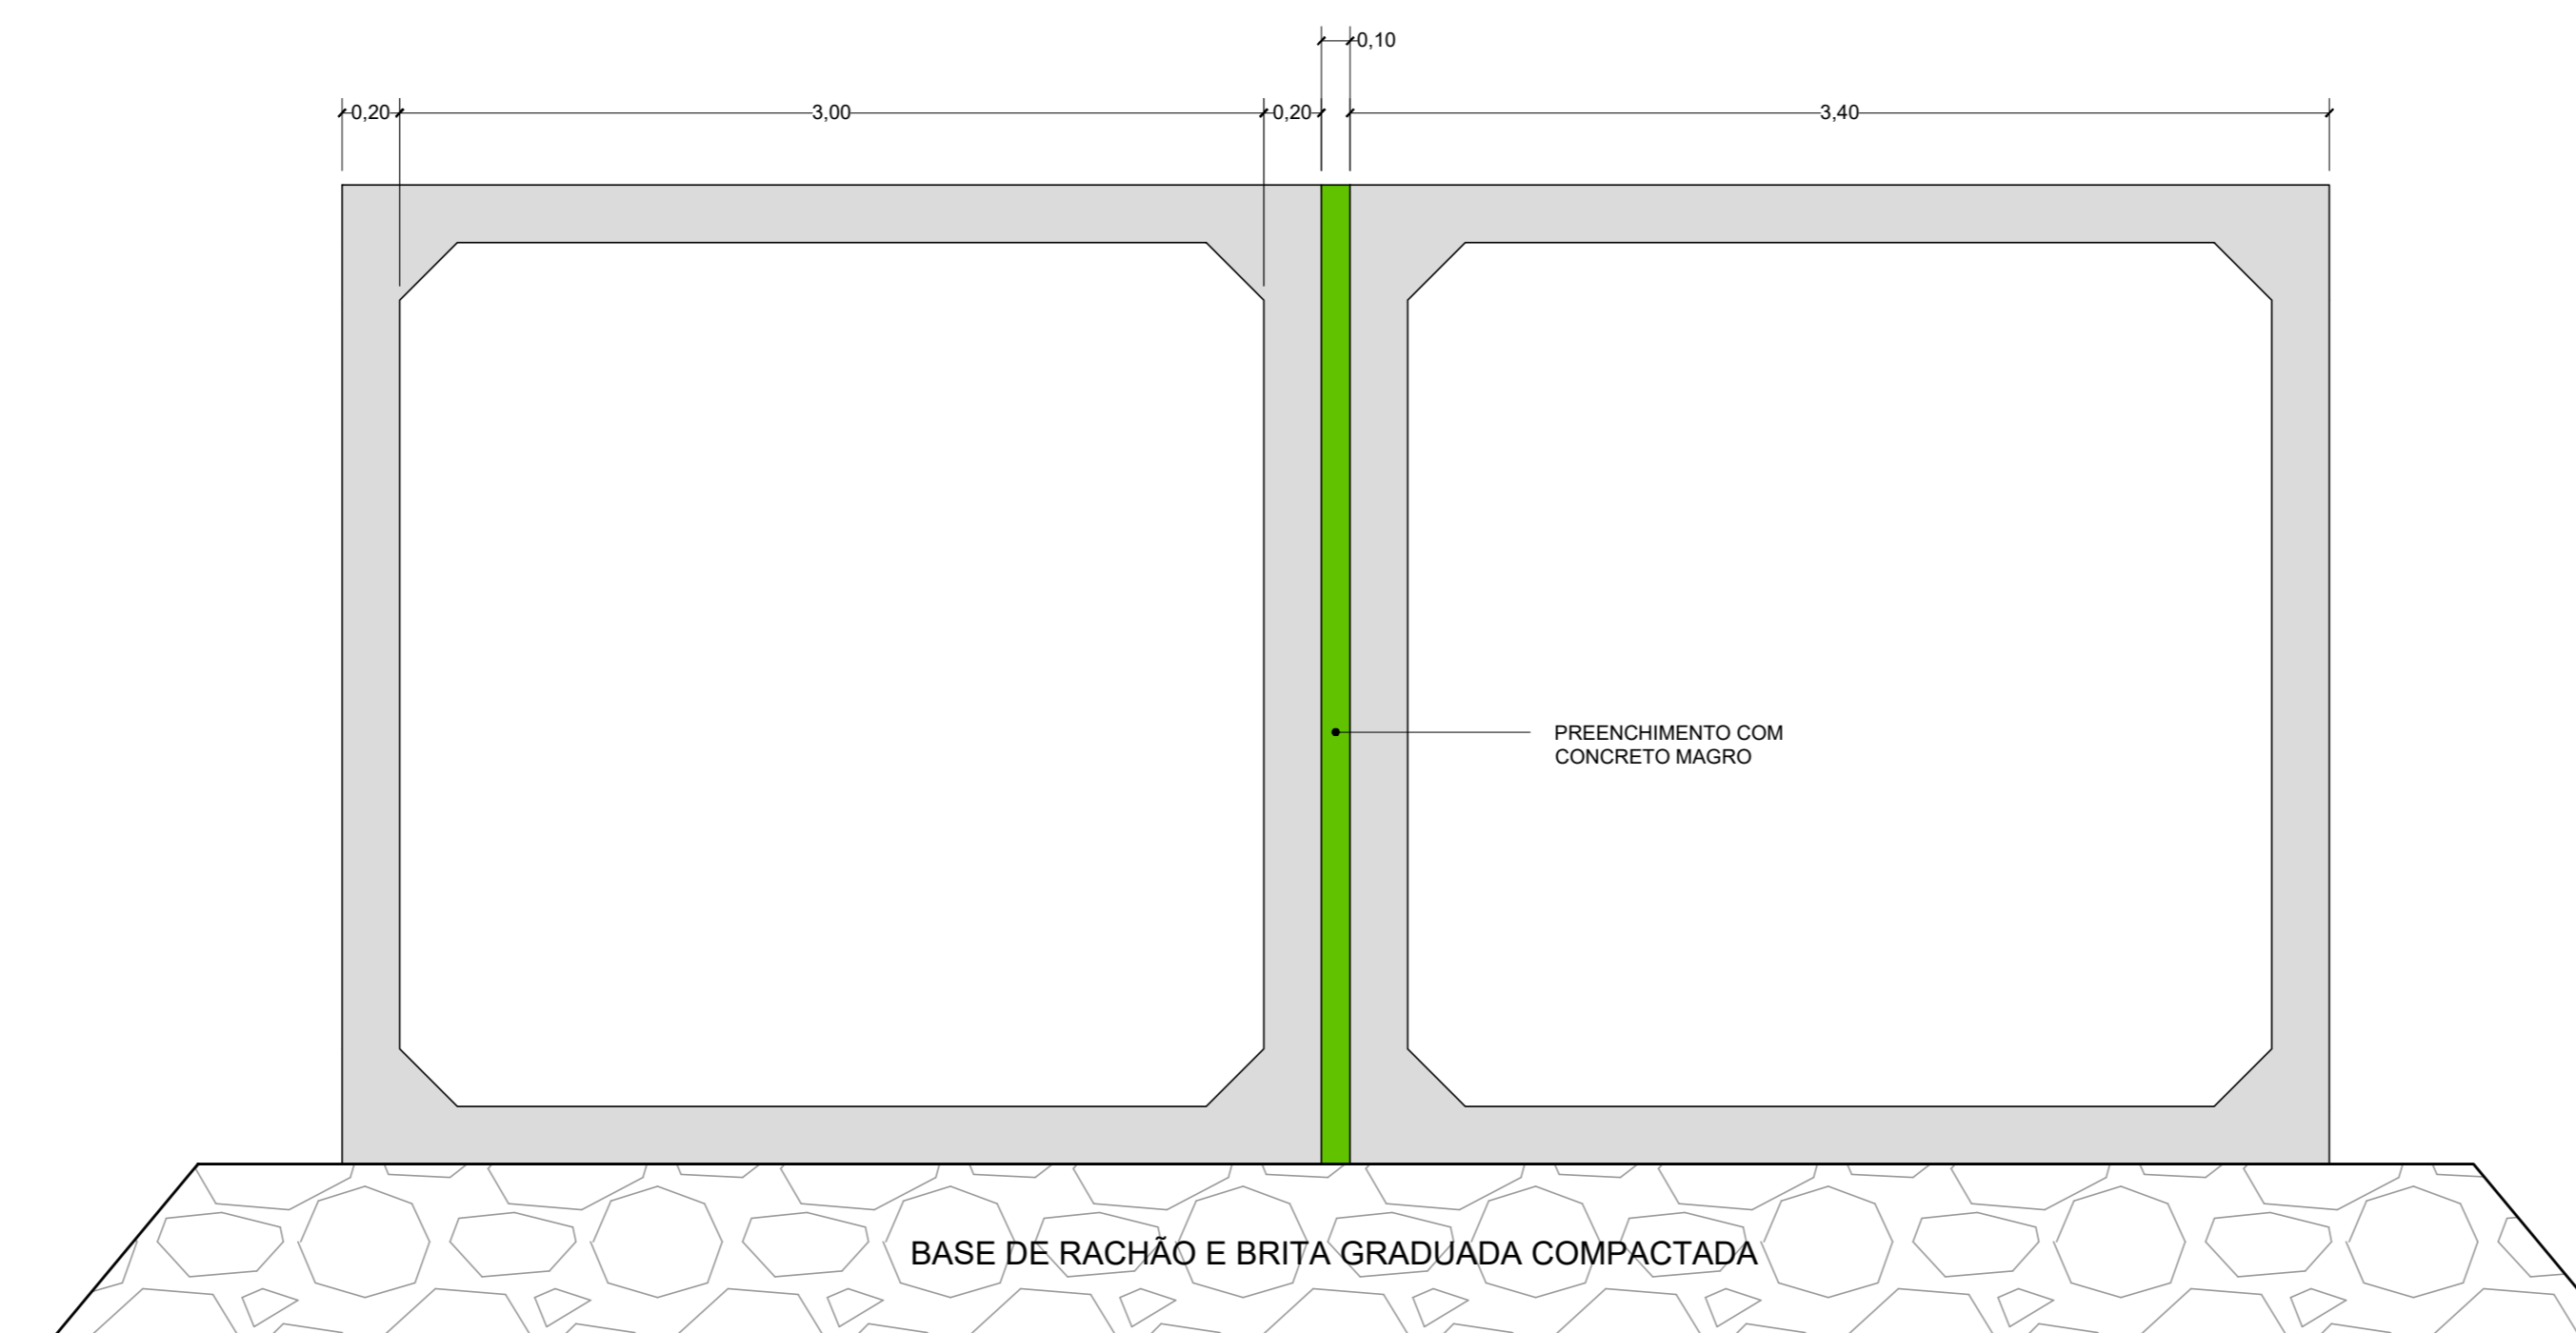 0,10
0,20
3,00
0,20
3,40
PREENCHIMENTO COM
CONCRETO MAGRO
BASE DE RACHÃO E BRITA GRADUADA COMPACTADA